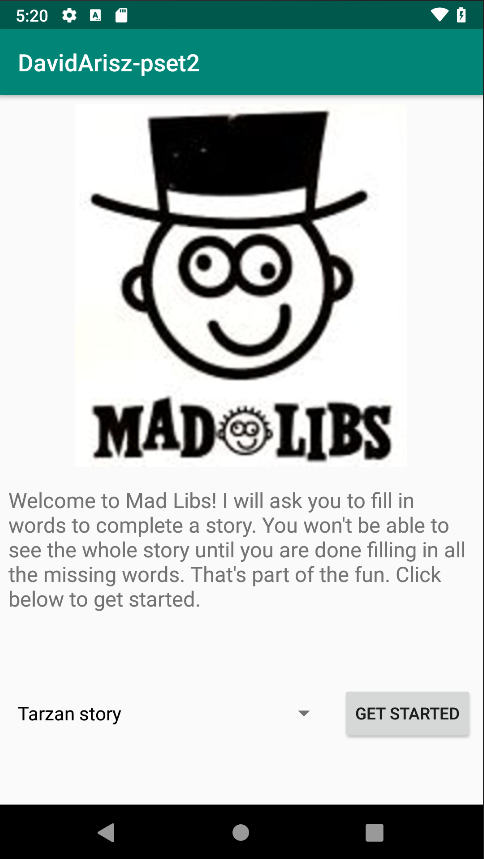 5:20
DavidArisz-pset2
MAD LIBS
Welcome to Mad Libs! I will ask you to fill in
words to complete a story. You won't be able to
see the whole story until you are done filling in all
the missing words. That's part of the fun. Click
below to get started.
Tarzan story
GET STARTED